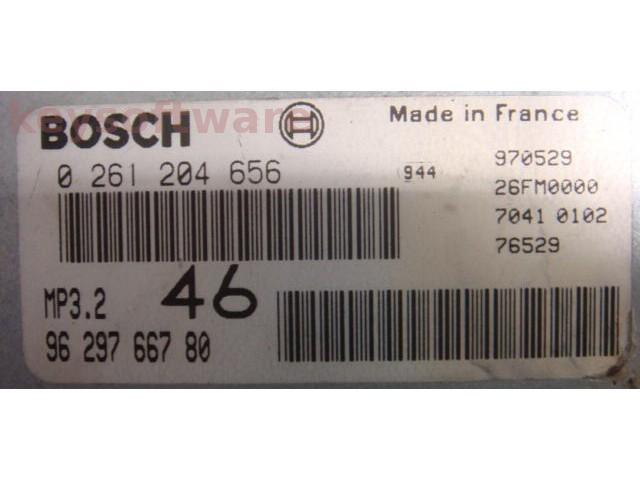 keysoftware
BOSCH Made in France
0 261 204 656 944 970529
26FM0000
7041 0102
76529
MP3.2 46
96 297 667 80